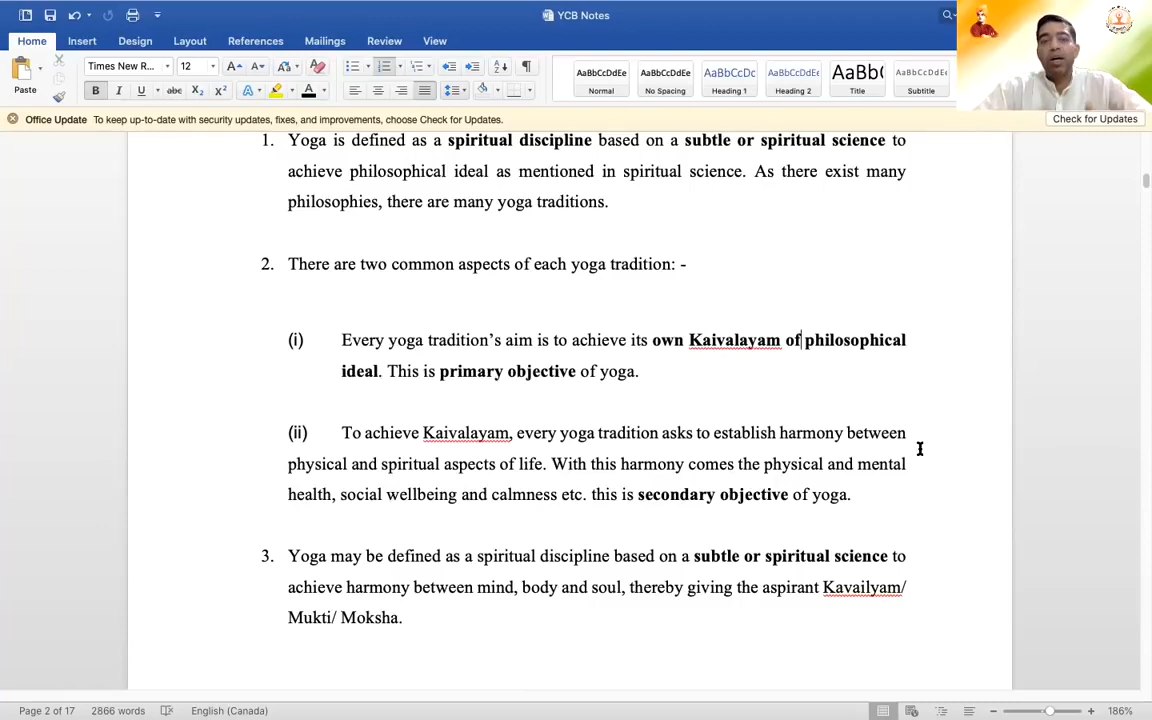 YCB Notes
Home Insert Design Layout References Mailings Review View
Paste
Times New R... 12
B I U abc X2 X2 A A
AaBbCcDdEe AaBbCcDdEe AaBbCcDc AaBbCcDdEe AaBb( AaBbCcDdEe
Normal No Spacing Heading 1 Heading 2 Title Subtitle
Office Update To keep up-to-date with security updates, fixes, and improvements, choose Check for Updates. Check for Updates
1. Yoga is defined as a spiritual discipline based on a subtle or spiritual science to
achieve philosophical ideal as mentioned in spiritual science. As there exist many
philosophies, there are many yoga traditions.
2. There are two common aspects of each yoga tradition: -
(i) Every yoga tradition’s aim is to achieve its own Kaivalayam of philosophical
ideal. This is primary objective of yoga.
(ii) To achieve Kaivalayam, every yoga tradition asks to establish harmony between
physical and spiritual aspects of life. With this harmony comes the physical and mental
health, social wellbeing and calmness etc. this is secondary objective of yoga.
3. Yoga may be defined as a spiritual discipline based on a subtle or spiritual science to
achieve harmony between mind, body and soul, thereby giving the aspirant Kavailyam/
Mukti/ Moksha.
Page 2 of 17 2866 words English (Canada) 186%